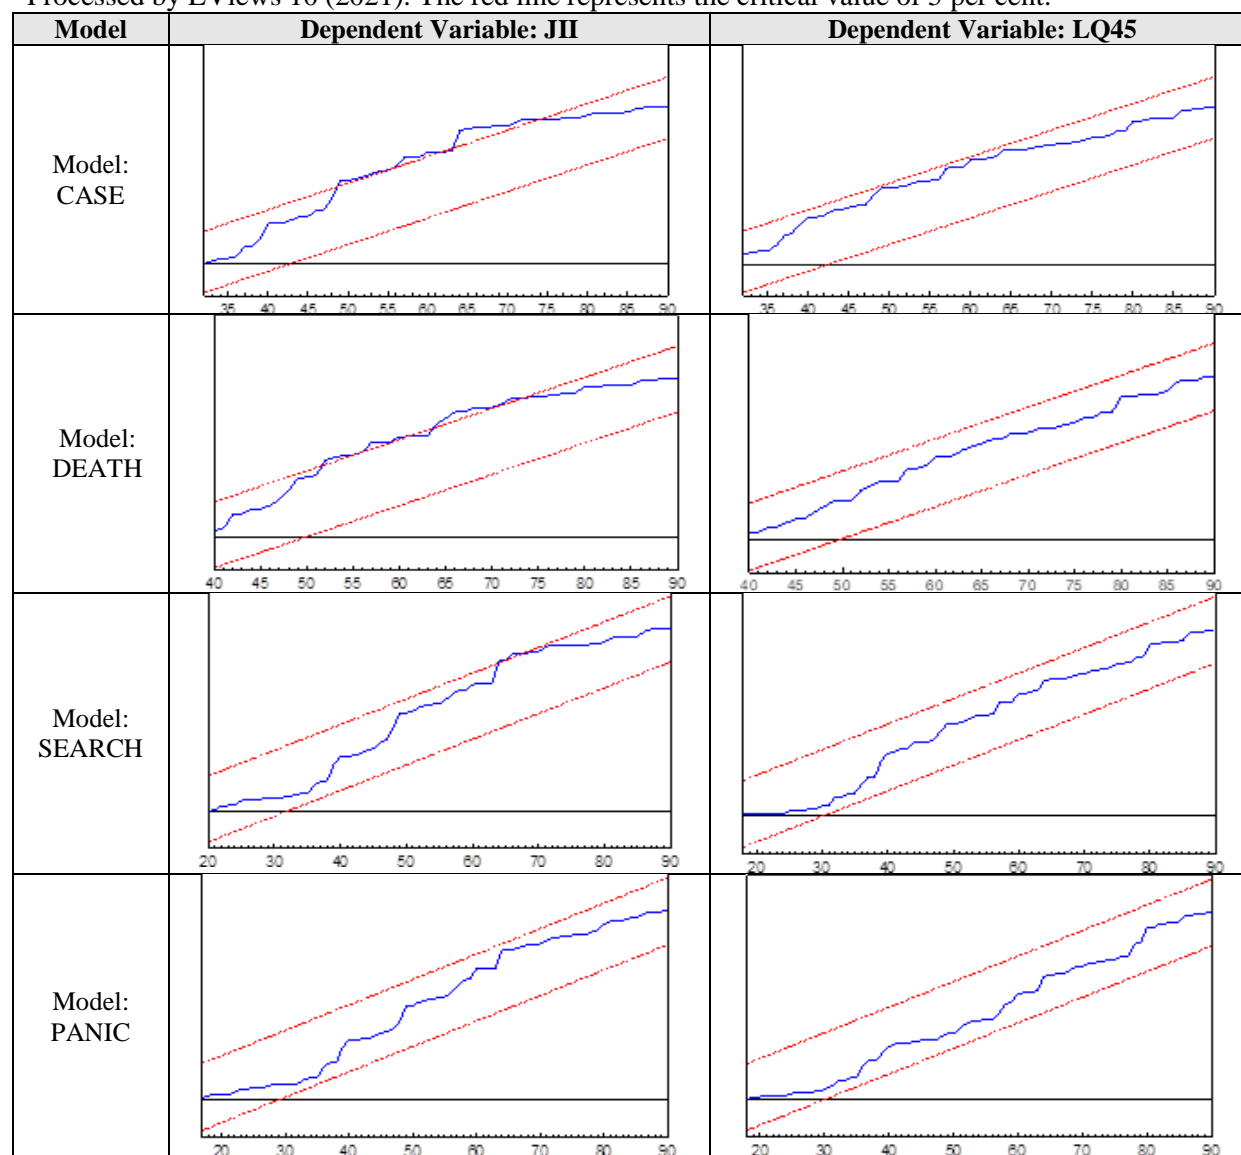 Processed by EViews 10 (2021). The red line represents the critical value of 5 per cent.
Model Dependent Variable: JII Dependent Variable: LQ45
Model:
CASE
35 40 45 50 55 60 65 70 75 80 85 90
35 40 45 50 55 60 65 70 75 80 85 90
Model:
DEATH
40 45 50 55 60 65 70 75 80 85 90
40 45 50 55 60 65 70 75 80 85 90
Model:
SEARCH
20 30 40 50 60 70 80 90
20 30 40 50 60 70 80 90
Model:
PANIC
20 30 40 50 60 70 80 90
20 30 40 50 60 70 80 90